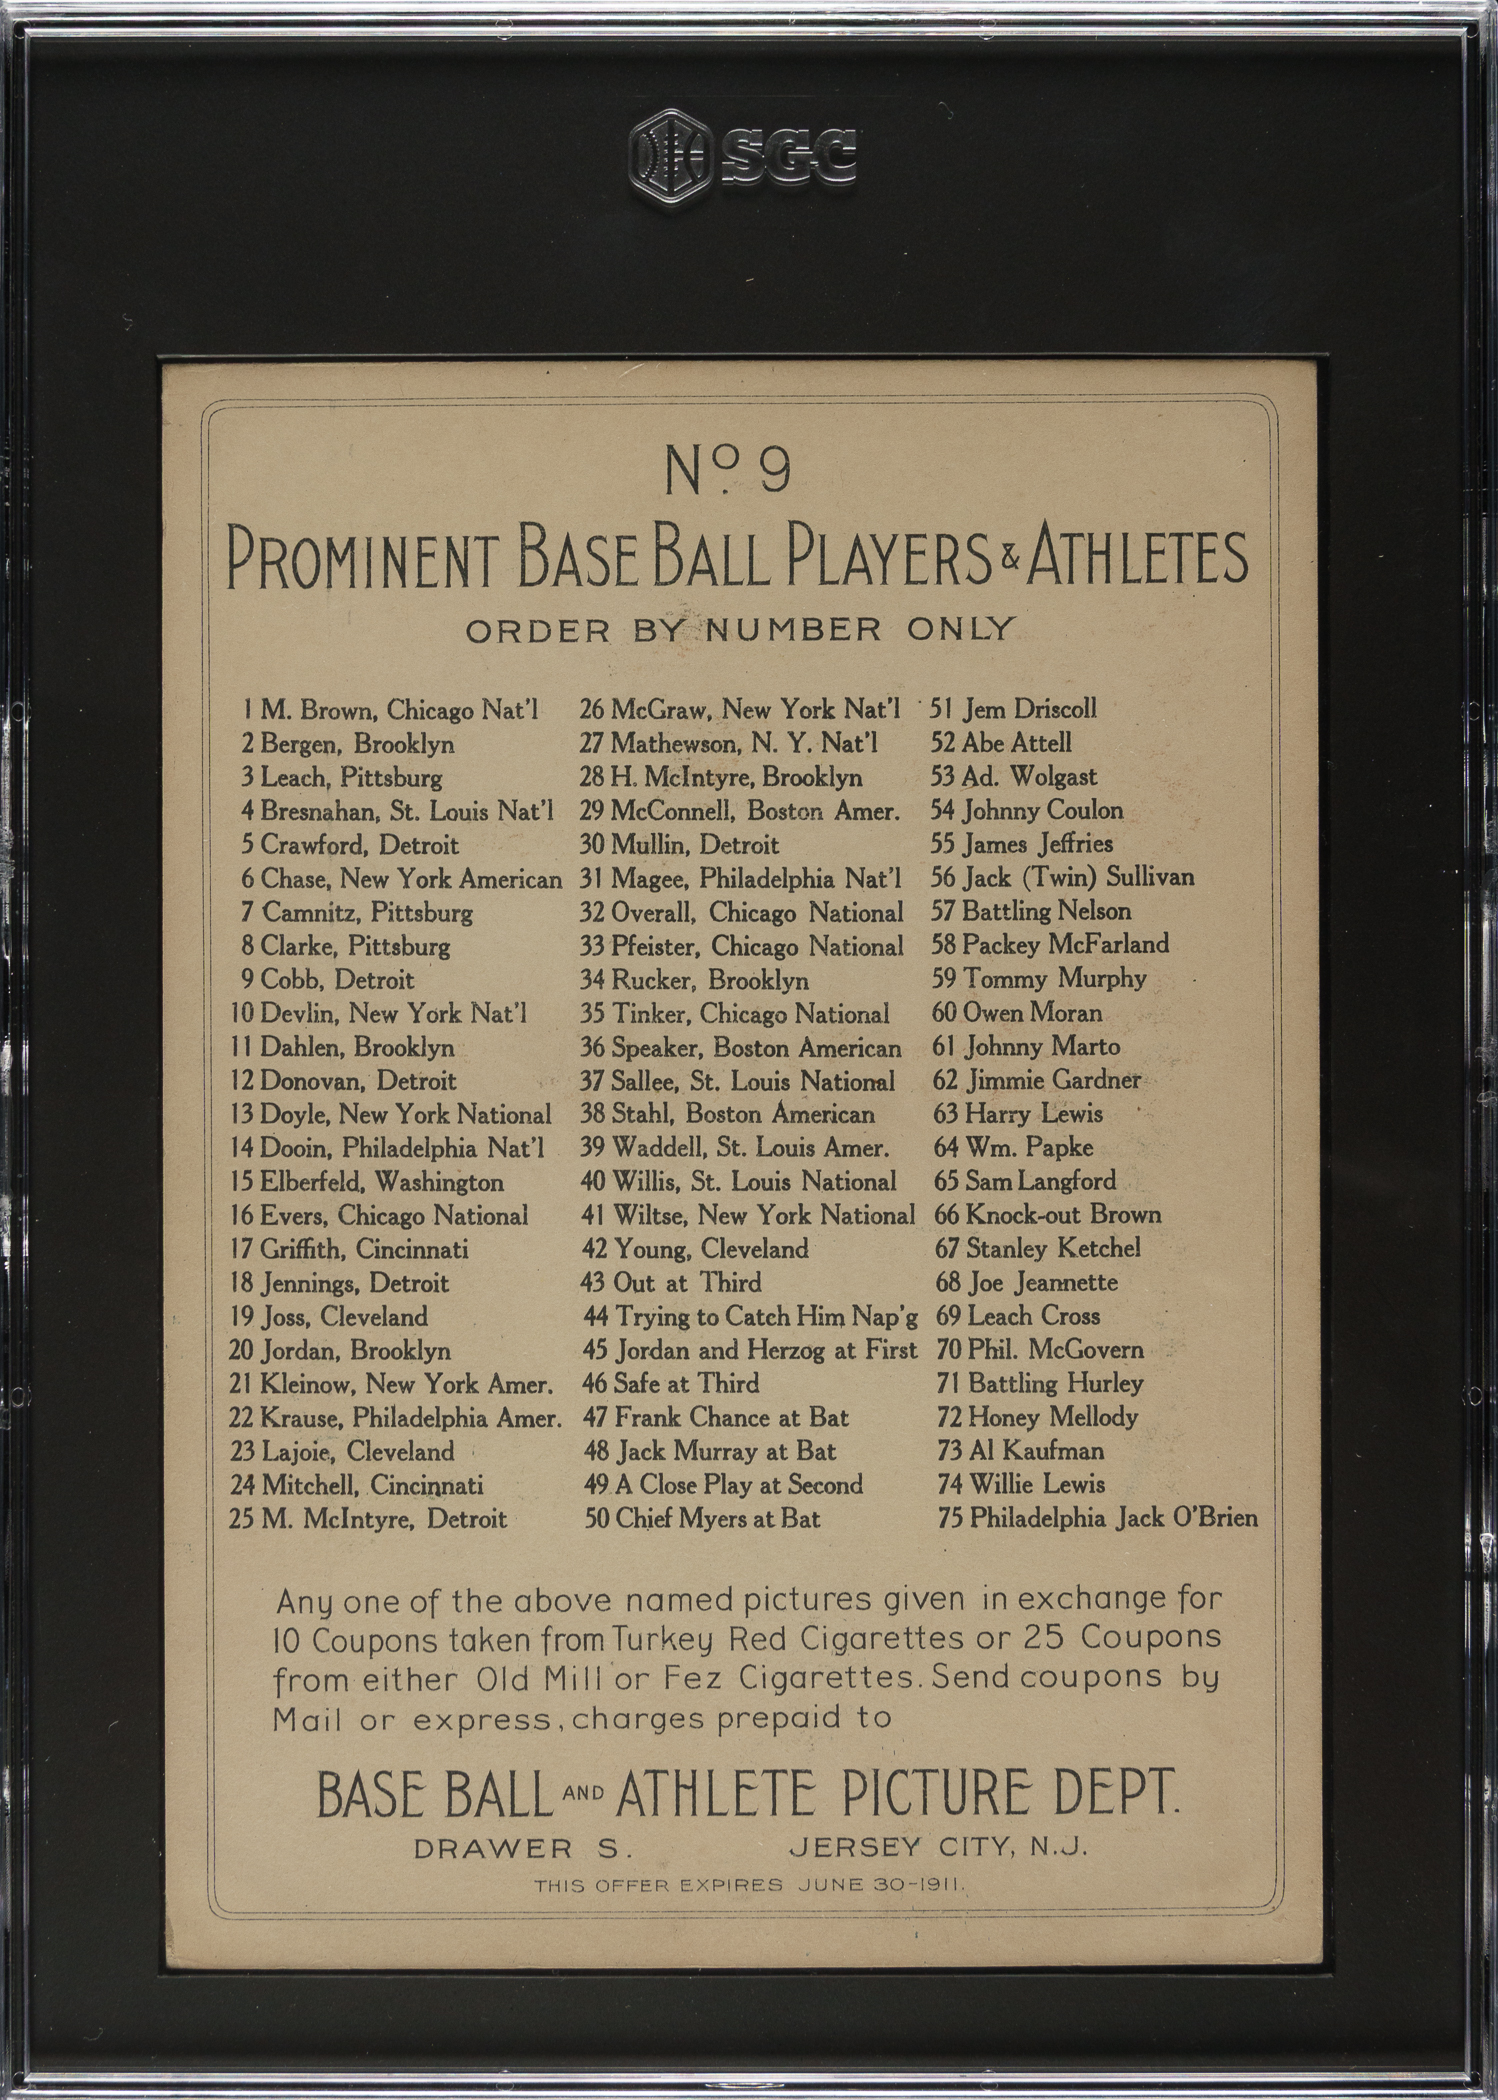 SGC
No. 9
PROMINENT BASE BALL PLAYERS & ATHLETES
ORDER BY NUMBER ONLY
1 M. Brown, Chicago Nat'l
2 Bergen, Brooklyn
3 Leach, Pittsburg
4 Bresnahan, St. Louis Nat'l
5 Crawford, Detroit
6 Chase, New York American
7 Camnitz, Pittsburg
8 Clarke, Pittsburg
9 Cobb, Detroit
10 Devlin, New York Nat'l
11 Dahlen, Brooklyn
12 Donovan, Detroit
13 Doyle, New York National
14 Dooin, Philadelphia Nat'l
15 Elberfeld, Washington
16 Evers, Chicago National
17 Griffith, Cincinnati
18 Jennings, Detroit
19 Joss, Cleveland
20 Jordan, Brooklyn
21 Kleinow, New York Amer.
22 Krause, Philadelphia Amer.
23 Lajoie, Cleveland
24 Mitchell, Cincinnati
25 M. McIntyre, Detroit
26 McGraw, New York Nat'l
27 Mathewson, N. Y. Nat'l
28 H. McIntyre, Brooklyn
29 McConnell, Boston Amer.
30 Mullin, Detroit
31 Magee, Philadelphia Nat'l
32 Overall, Chicago National
33 Pfeister, Chicago National
34 Rucker, Brooklyn
35 Tinker, Chicago National
36 Speaker, Boston American
37 Sallee, St. Louis National
38 Stahl, Boston American
39 Waddell, St. Louis Amer.
40 Willis, St. Louis National
41 Wiltse, New York National
42 Young, Cleveland
43 Out at Third
44 Trying to Catch Him Nap'g
45 Jordan and Herzog at First
46 Safe at Third
47 Frank Chance at Bat
48 Jack Murray at Bat
49 A Close Play at Second
50 Chief Myers at Bat
51 Jem Driscoll
52 Abe Attell
53 Ad. Wolgast
54 Johnny Coulon
55 James Jeffries
56 Jack (Twin) Sullivan
57 Battling Nelson
58 Packey McFarland
59 Tommy Murphy
60 Owen Moran
61 Johnny Marto
62 Jimmie Gardner
63 Harry Lewis
64 Wm. Papke
65 Sam Langford
66 Knock-out Brown
67 Stanley Ketchel
68 Joe Jeannette
69 Leach Cross
70 Phil. McGovern
71 Battling Hurley
72 Honey Mellody
73 Al Kaufman
74 Willie Lewis
75 Philadelphia Jack O'Brien
Any one of the above named pictures given in exchange for
10 Coupons taken from Turkey Red Cigarettes or 25 Coupons
from either Old Mill or Fez Cigarettes. Send coupons by
Mail or express, charges prepaid to
BASE BALL AND ATHLETE PICTURE DEPT.
DRAWER S. JERSEY CITY, N.J.
THIS OFFER EXPIRES JUNE 30-1911.